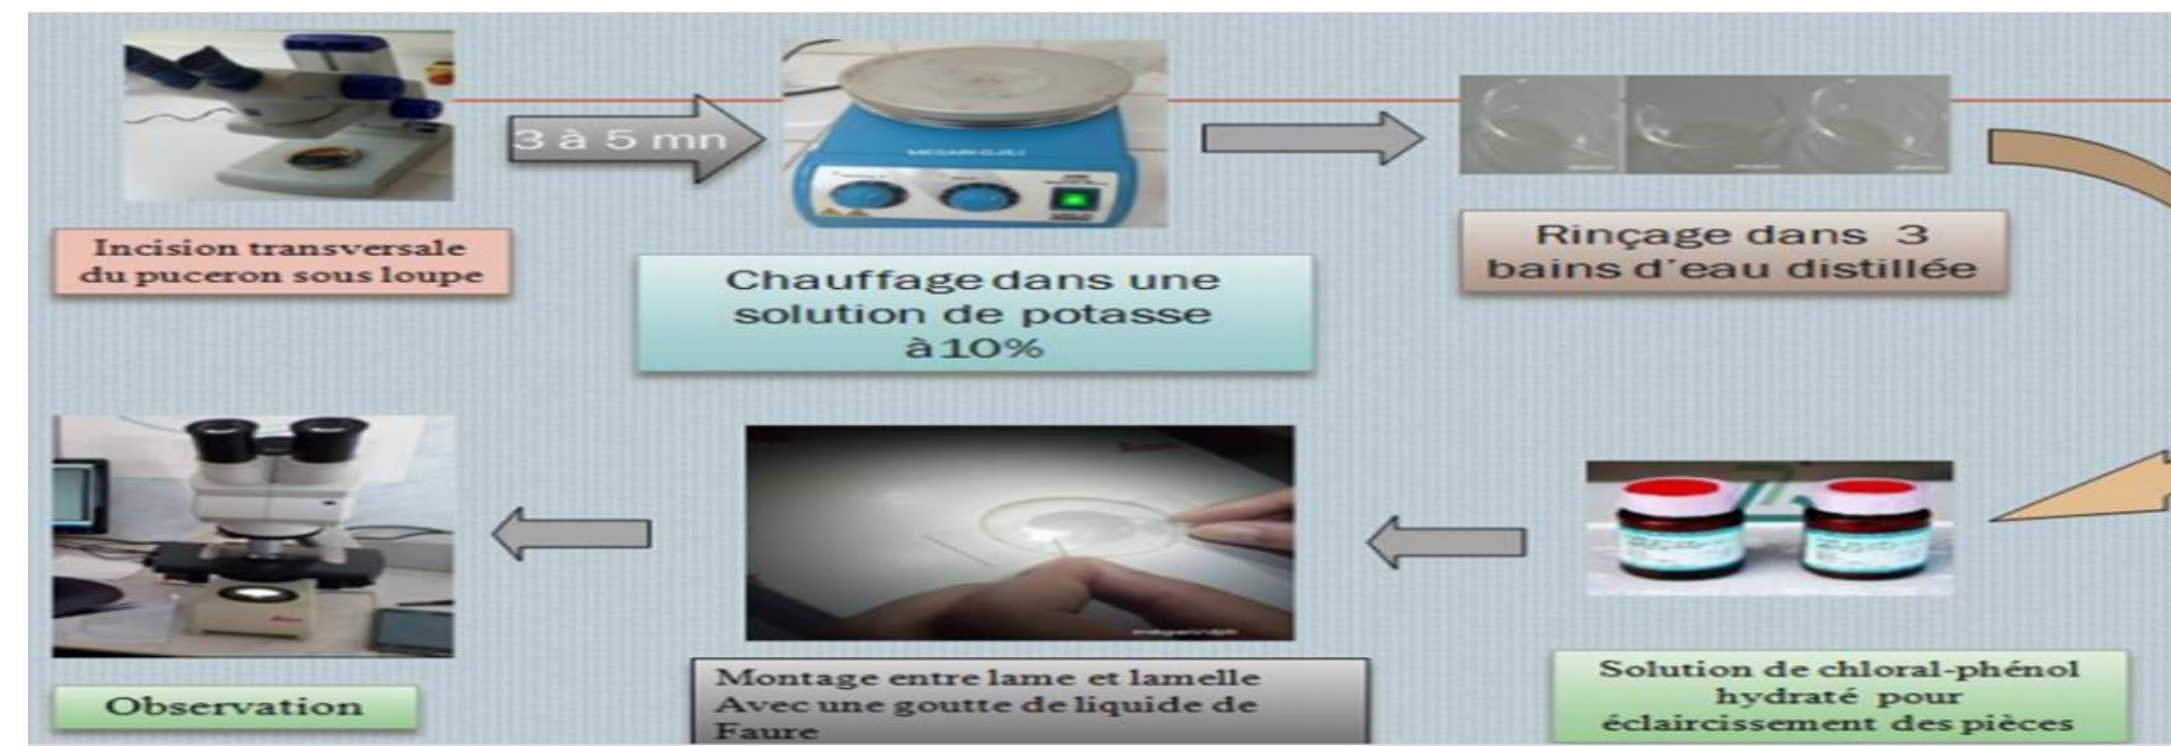 3 à 5 mn
Incision transversale
du puceron sous loupe
Chauffage dans une
solution de potasse
à 10%
Rinçage dans 3
bains d'eau distillée
Solution de chloral-phénol
hydraté pour
éclaircissement des pièces
Montage entre lame et lamelle
Avec une goutte de liquide de
Faure
Observation